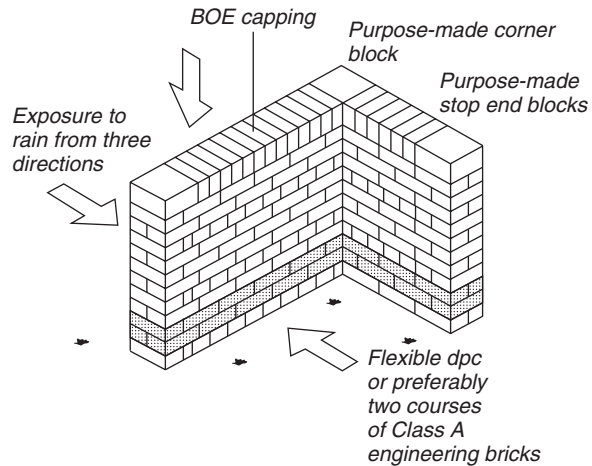 BOE capping
Purpose-made corner
block
Purpose-made
stop end blocks
Exposure to
rain from three
directions
Flexible dpc
or preferably
two courses
of Class A
engineering bricks